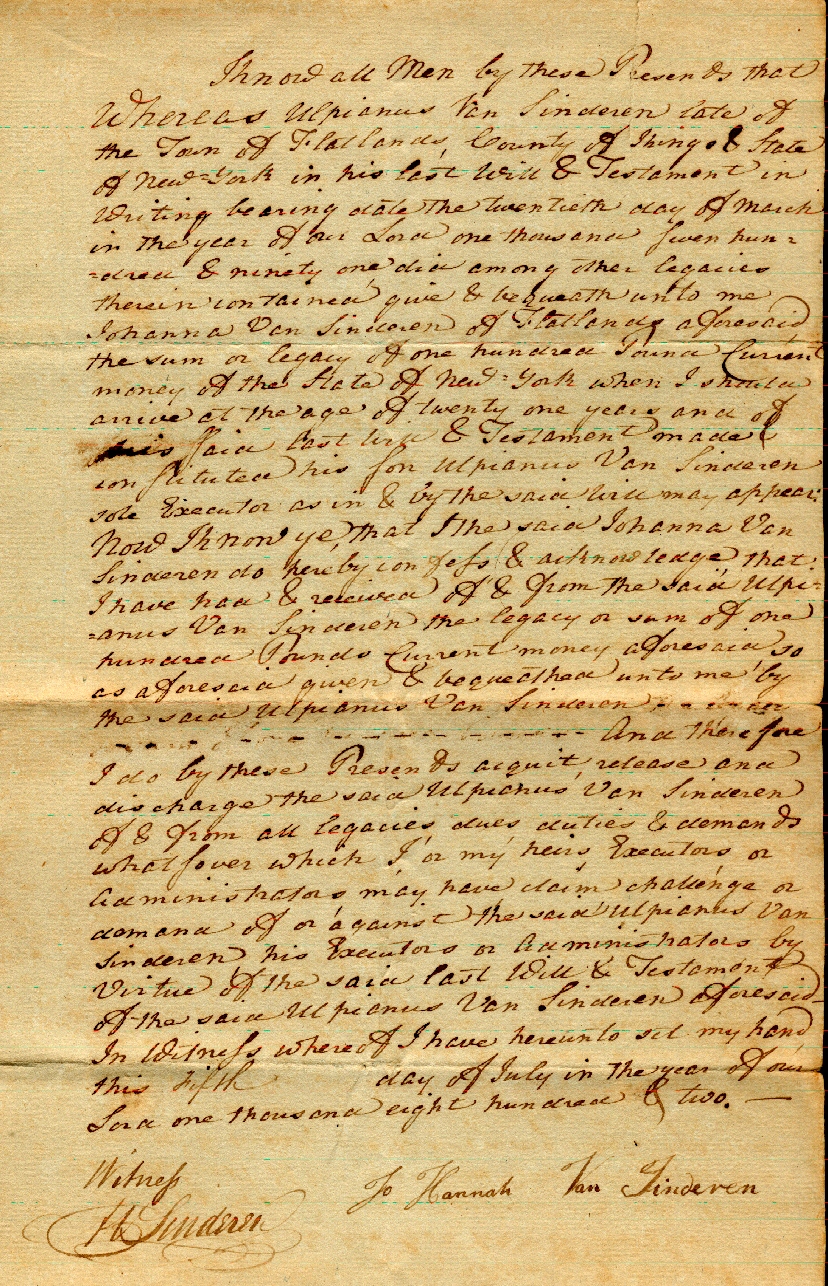 Know all Men by these Presends that
Whereas Ulpianus Van Sinderen late of
the Town of Flatlands, County of Kings & State
of New=York in his last Will & Testament in
Writing bearing date the twentieth day of March
in the year of our Lord one thousand seven hun=
=dred & ninety one did among other legacies
therein contained give & bequeath unto me
Johanna Van Sinderen of Flatlands aforesaid
the sum or legacy of one hundred Pound Current
money of the State of New=York when I should
arrive at the age of twenty one years and of
this said last Will & Testament made &
constituted his son Ulpianus Van Sinderen
sole Executor as in & by the said Will may appear:
Now Know ye, that I the said Johanna Van
Sinderen do hereby confess & acknowledge that
I have had & received of & from the said Ulpi=
=anus Van Sinderen the legacy or sum of one
hundred Pounds Current money aforesaid so
as aforesaid given & bequeathed unto me by
the said Ulpianus Van Sinderen
And therefore
I do by these Presends acquit, release and
discharge the said Ulpianus Van Sinderen
of & from all legacies, dues, duties & demands
whatsover which I or my heirs, Executors or
Administrators may have claim, challenge or
demand of or against the said Ulpianus Van
Sinderen his Executors or Administrators by
Virtue of the said last Will & Testament
of the said Ulpianus Van Sinderen aforesaid
In Witness whereof I have hereunto set my hand
this Fifth day of July in the year of our
Lord one thousand eight hundred & two. —
Witness Jo Hannah Van Sinderen
Sinderen